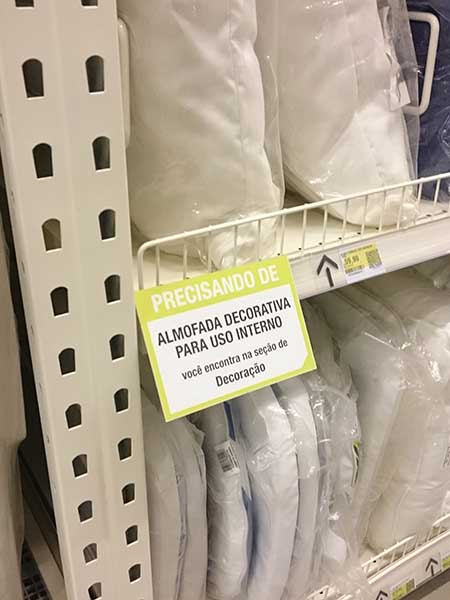 PRECISANDO DE
ALMOFADA DECORATIVA
PARA USO INTERNO
você encontra na seção de
Decoração